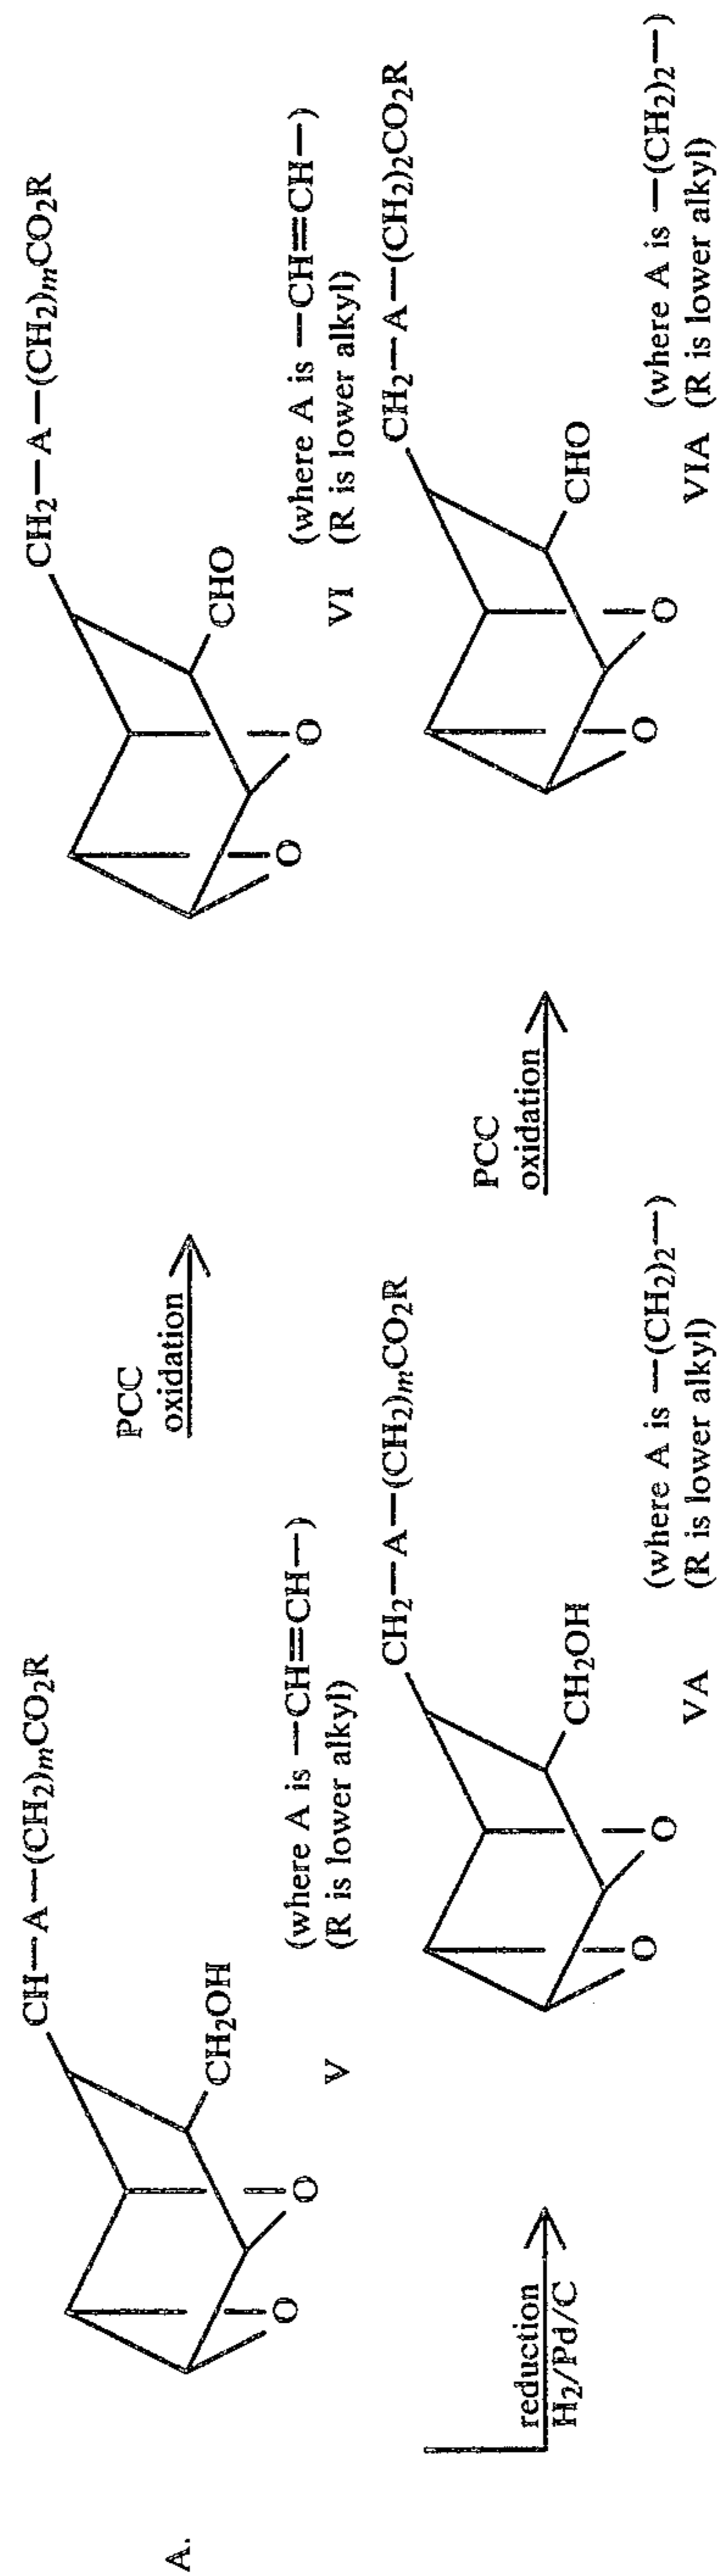 A.
CH—A—(CH₂)ₘCO₂R
CH₂OH
O
O
V
(where A is —CH═CH—)
(R is lower alkyl)
PCC
oxidation
CH₂—A—(CH₂)ₘCO₂R
CHO
O
O
VI
(where A is —CH═CH—)
(R is lower alkyl)
reduction
H₂/Pd/C
CH₂—A—(CH₂)ₘCO₂R
CH₂OH
O
O
VA
(where A is —(CH₂)₂—)
(R is lower alkyl)
PCC
oxidation
CH₂—A—(CH₂)₂CO₂R
CHO
O
O
(where A is —(CH₂)₂—)
VIA (R is lower alkyl)